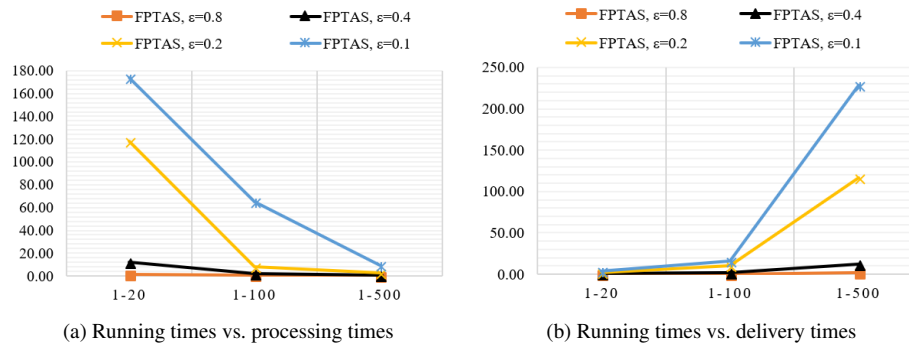 FPTAS, ε=0.8 FPTAS, ε=0.4
FPTAS, ε=0.2 FPTAS, ε=0.1
180.00
160.00
140.00
120.00
100.00
80.00
60.00
40.00
20.00
0.00
1-20 1-100 1-500
(a) Running times vs. processing times
FPTAS, ε=0.8 FPTAS, ε=0.4
FPTAS, ε=0.2 FPTAS, ε=0.1
250.00
200.00
150.00
100.00
50.00
0.00
1-20 1-100 1-500
(b) Running times vs. delivery times